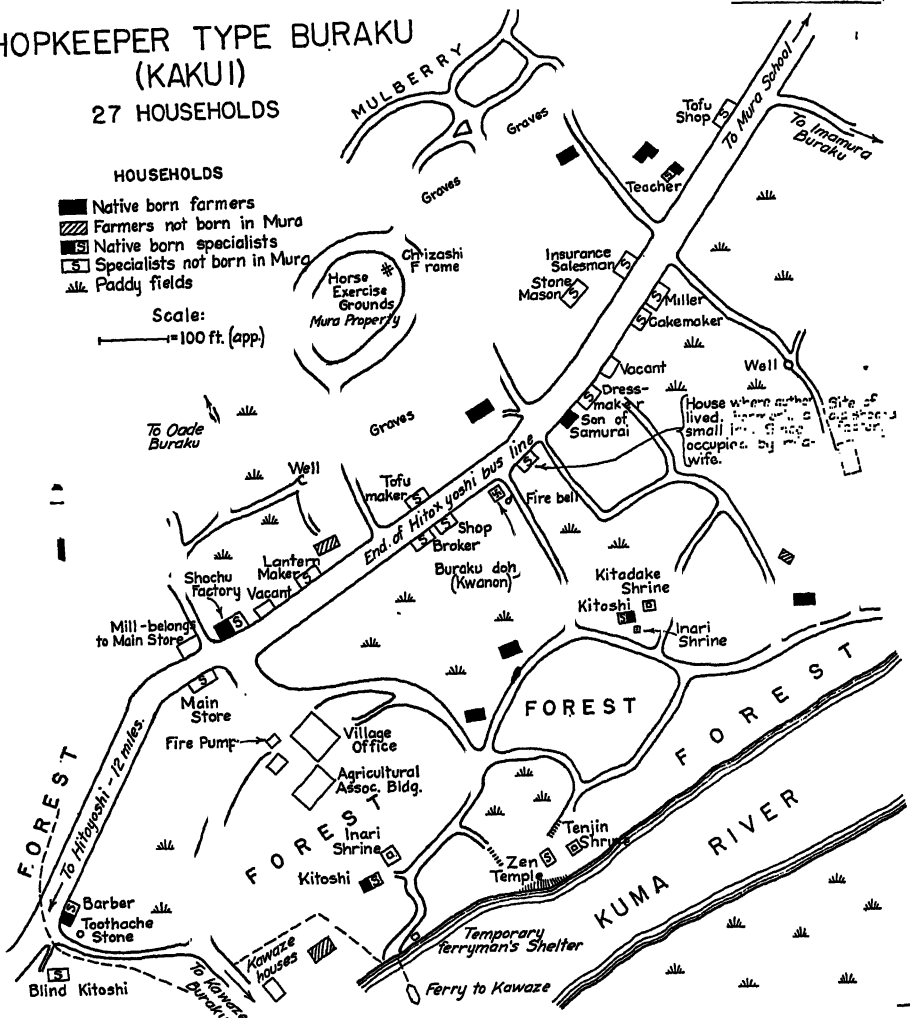 HOPKEEPER TYPE BURAKU
(KAKUI)
27 HOUSEHOLDS
HOUSEHOLDS
Native born farmers
Farmers not born in Mura
S Native born specialists
S Specialists not born in Mura
Paddy fields
Scale:
=100 ft. (app.)
MULBERRY
Graves
Graves
Graves
Tofu
Shop
S
To Mura School
To Imamura
Buraku
S
Teacher
Chizashi
Frame
Horse
Exercise
Grounds
Mura Property
Insurance
Salesman
S
Stone
Mason
S
S
Miller
S
Cakemaker
Vacant
S
Dress-
maker
Son of
Samurai
Well
House where author
lived.
small
occupied by
wife.
Site of
To Oade
Buraku
Well
Tofu
maker
S
End of Hitoxyoshi bus line
S
Fire bell
S
Shop
S
Broker
Buraku doh
(Kwanon)
Lantern
Maker
S
Shochu
Factory
S
Vacant
Kitadake
Shrine
Kitoshi
S
Inari
Shrine
Mill-belongs
to Main Store
S
Main
Store
Fire Pump
Village
Office
Agricultural
Assoc. Bldg.
FOREST
FOREST
FOREST
FOREST
To Hitoyoshi-12 miles.
Inari
Shrine
Kitoshi
S
Zen
Temple
S
Tenjin
Shrine
KUMA RIVER
S
Barber
Toothache
Stone
S
Blind Kitoshi
To Kawaze
Buraku
Kawaze
houses
Temporary
ferryman's Shelter
Ferry to Kawaze